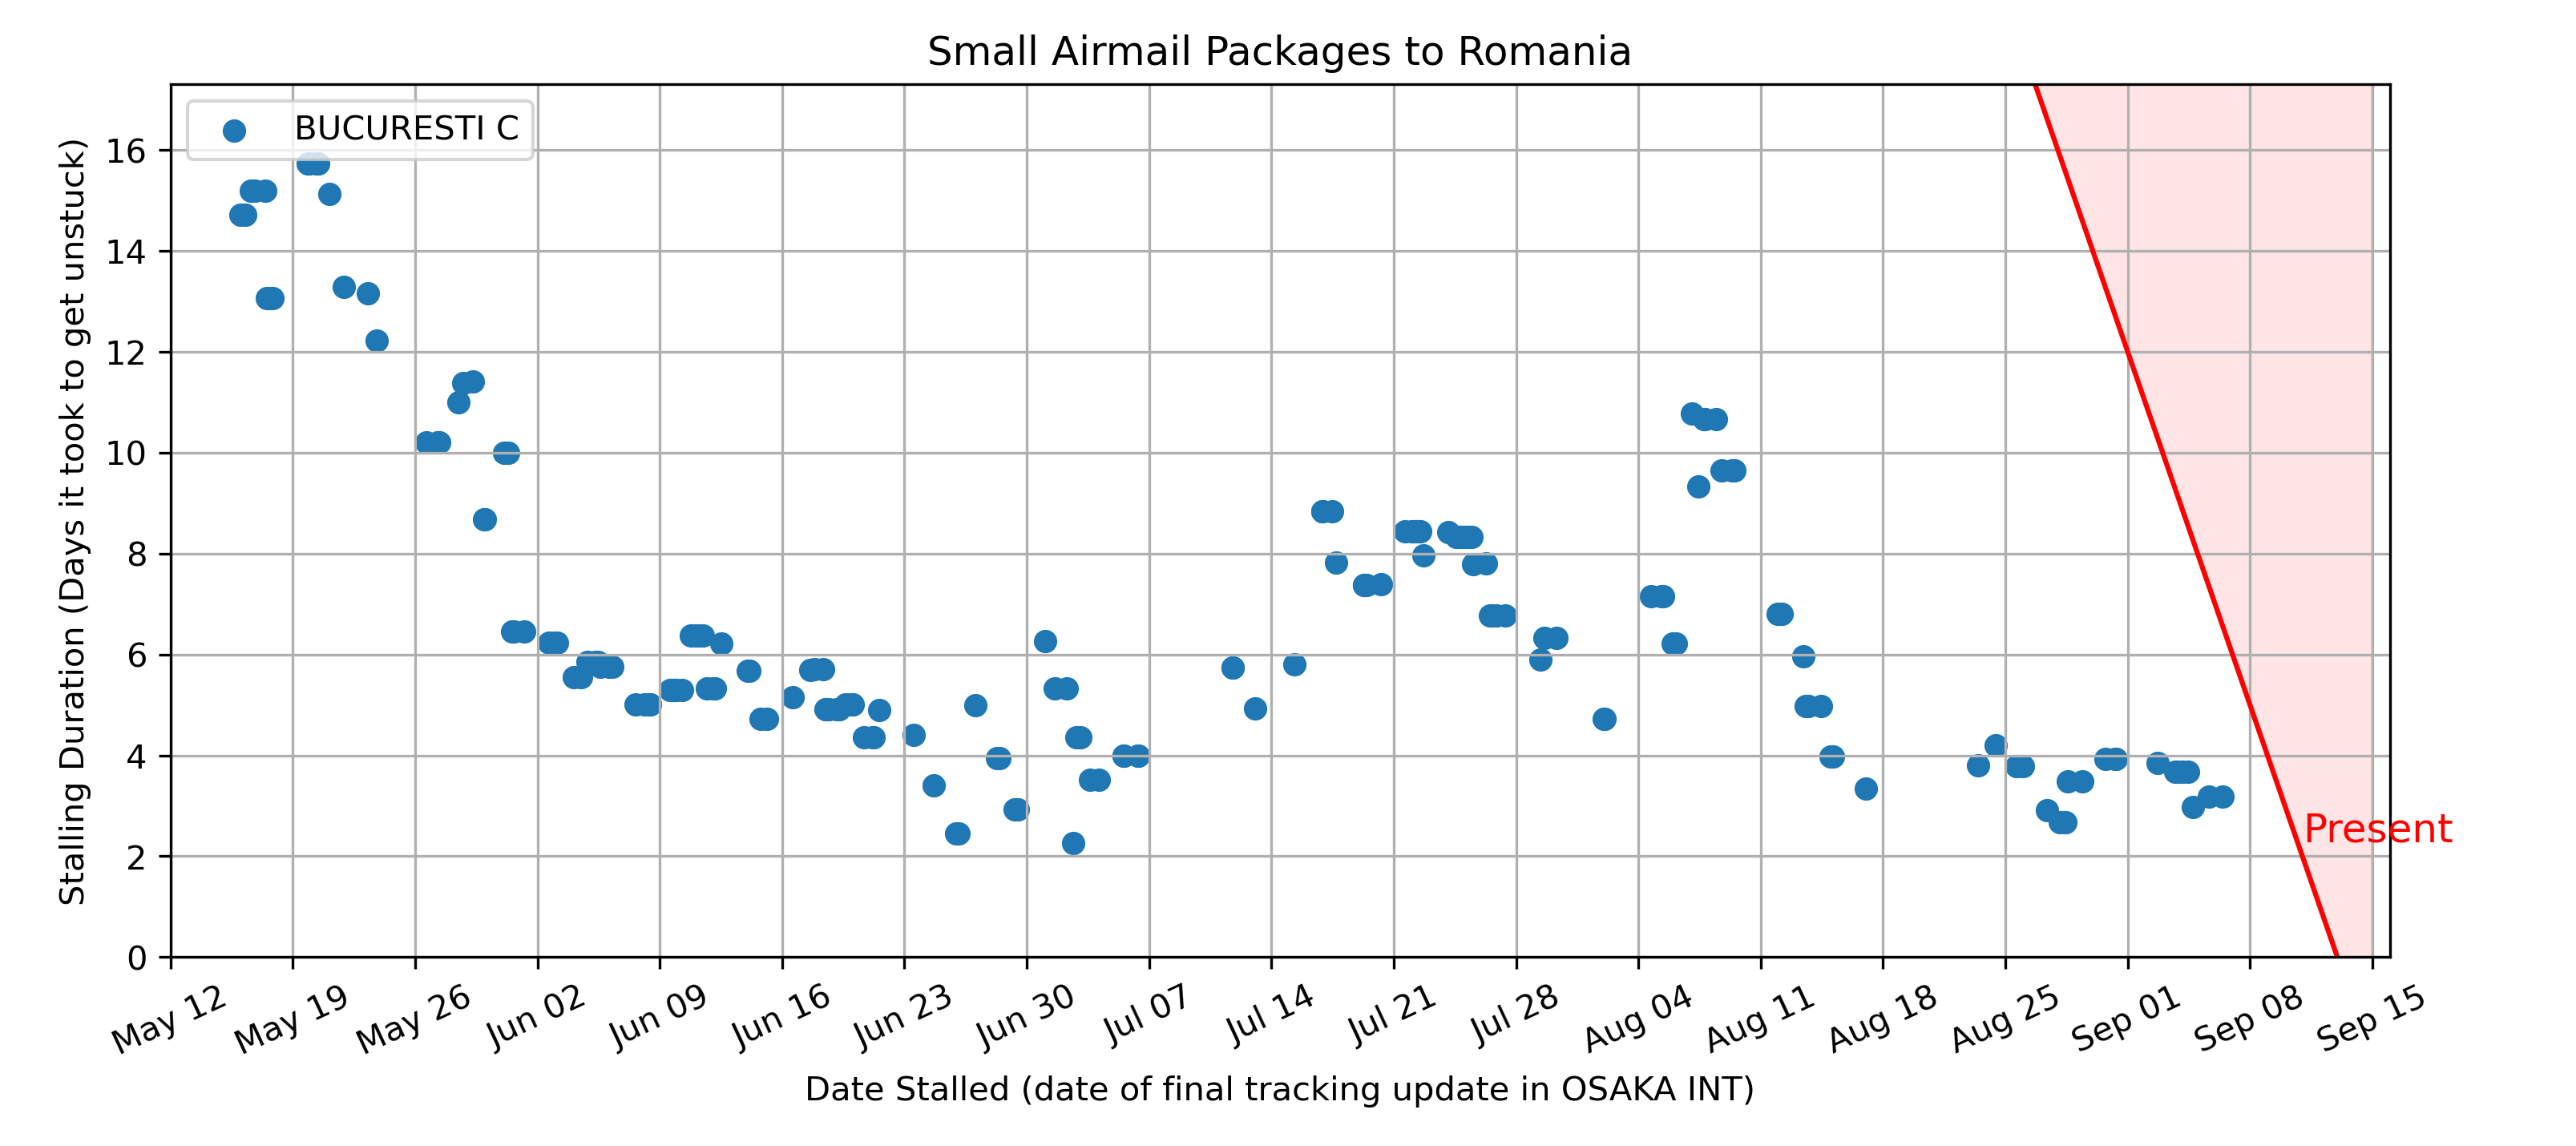 Small Airmail Packages to Romania
BUCURESTI C
Stalling Duration (Days it took to get unstuck)
16
14
12
10
8
6
4
2
0
Present
May 12
May 19
May 26
Jun 02
Jun 09
Jun 16
Jun 23
Jun 30
Jul 07
Jul 14
Jul 21
Jul 28
Aug 04
Aug 11
Aug 18
Aug 25
Sep 01
Sep 08
Sep 15
Date Stalled (date of final tracking update in OSAKA INT)